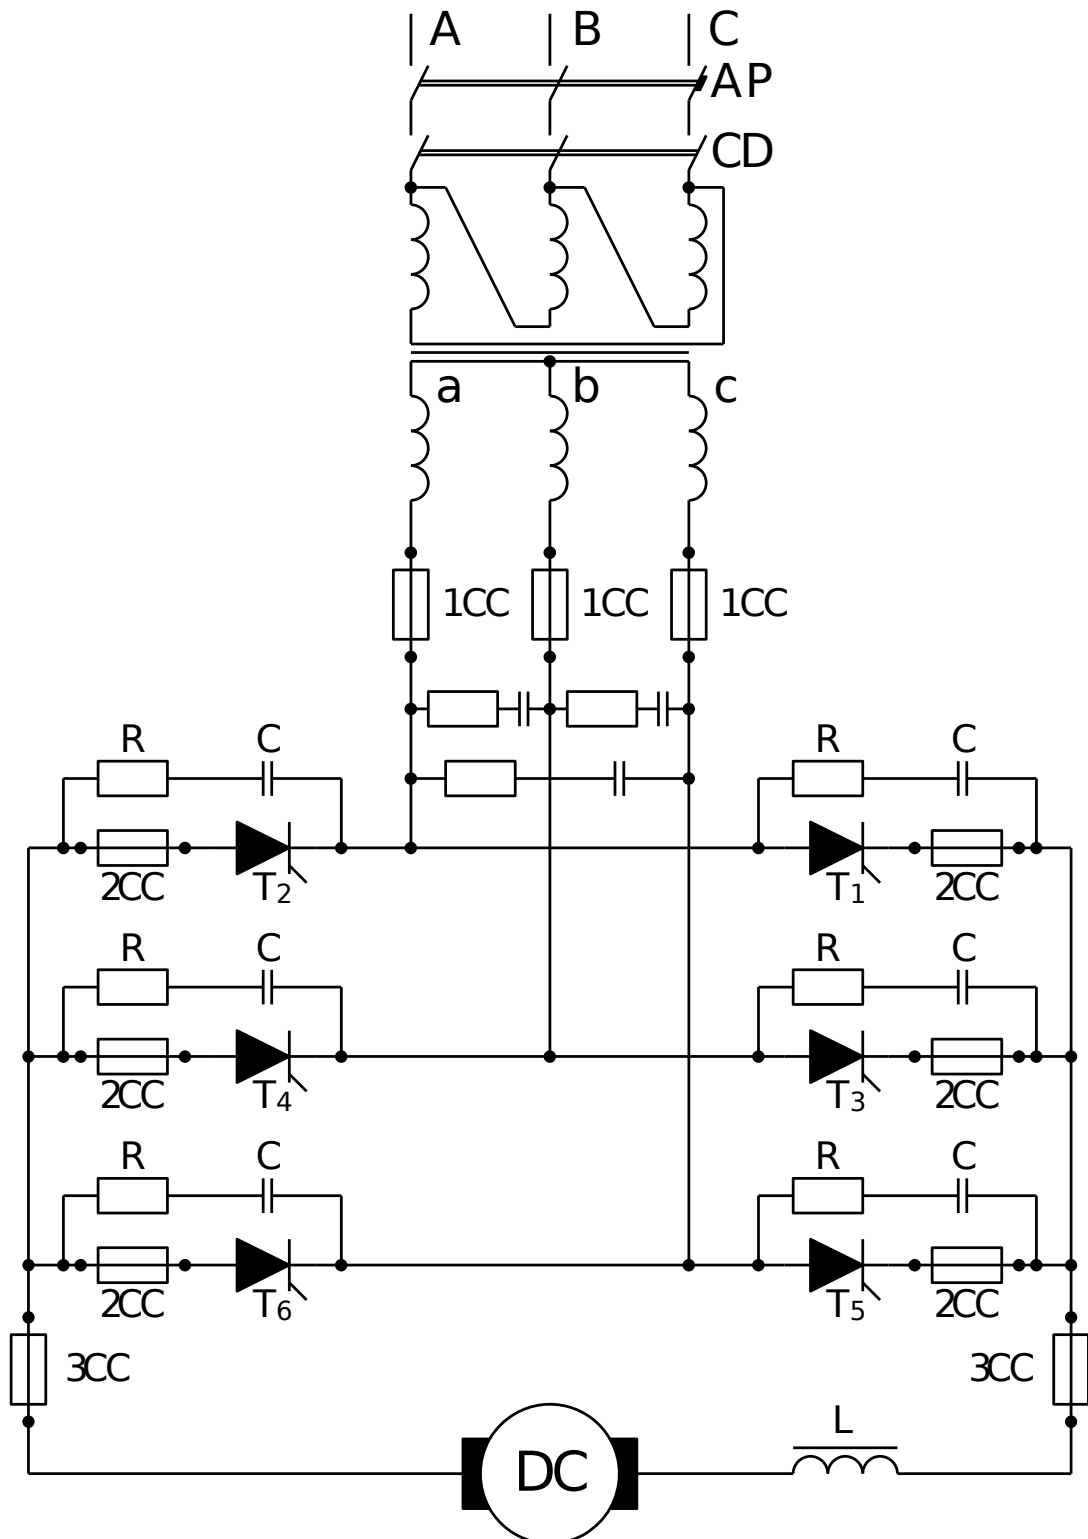 A B C
AP
CD
a b c
1CC 1CC 1CC
R C R C
2CC T2 T1 2CC
R C R C
2CC T4 T3 2CC
R C R C
2CC T6 T5 2CC
3CC 3CC
L
DC